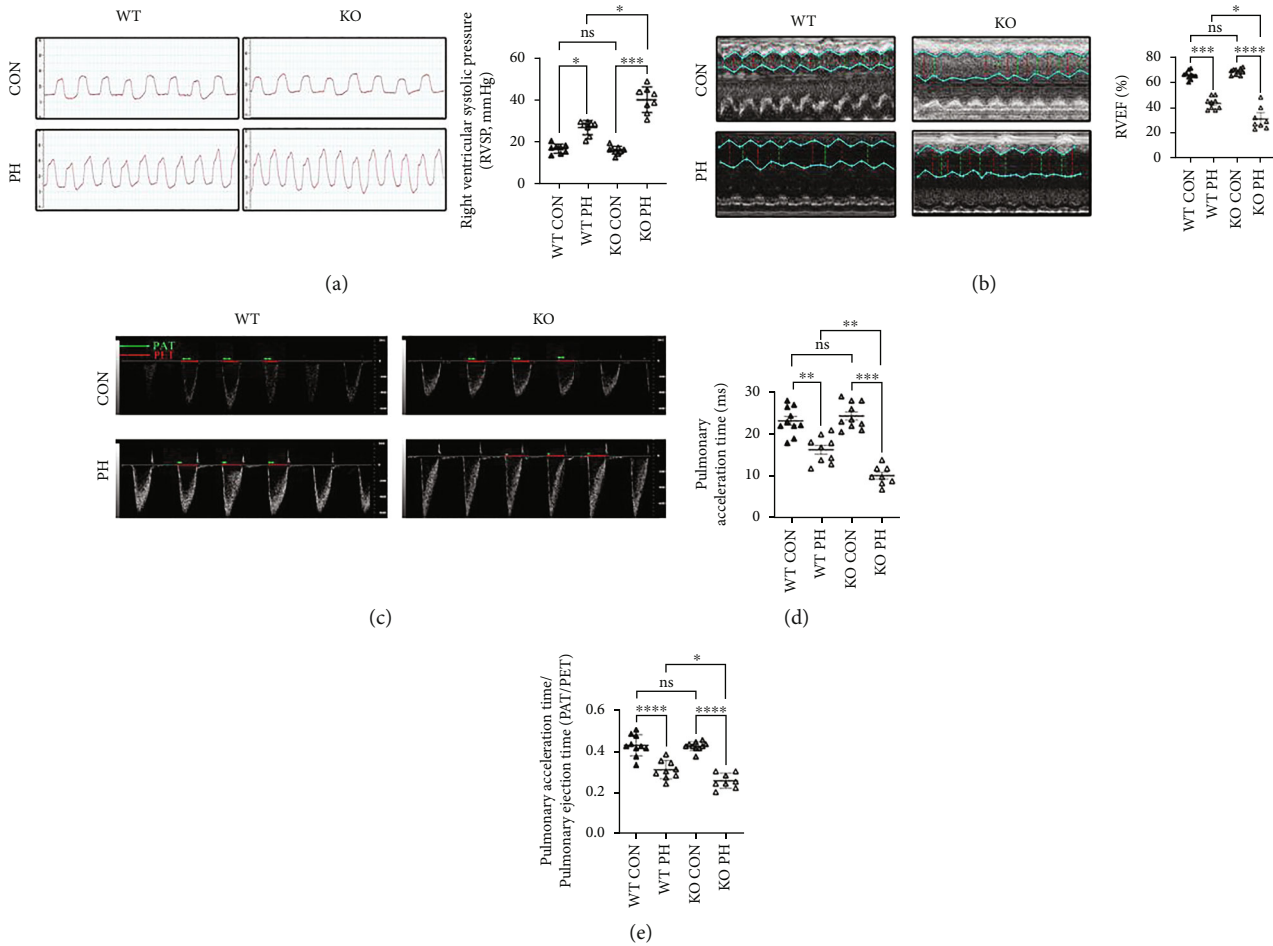 WT
KO
CON
PH
Right ventricular systolic pressure
(RVSP, mmHg)
60
40
20
0
*
ns
*
***
WT CON
WT PH
KO CON
KO PH
(a)
WT
KO
CON
PH
RVEF (%)
80
60
40
20
0
*
ns
***
****
WT CON
WT PH
KO CON
KO PH
(b)
WT
KO
PAT
PET
CON
PH
(c)
Pulmonary
acceleration time (ms)
30
20
10
0
**
ns
**
***
WT CON
WT PH
KO CON
KO PH
(d)
Pulmonary acceleration time/
Pulmonary ejection time (PAT/PET)
0.6
0.4
0.2
0.0
*
ns
****
****
WT CON
WT PH
KO CON
KO PH
(e)